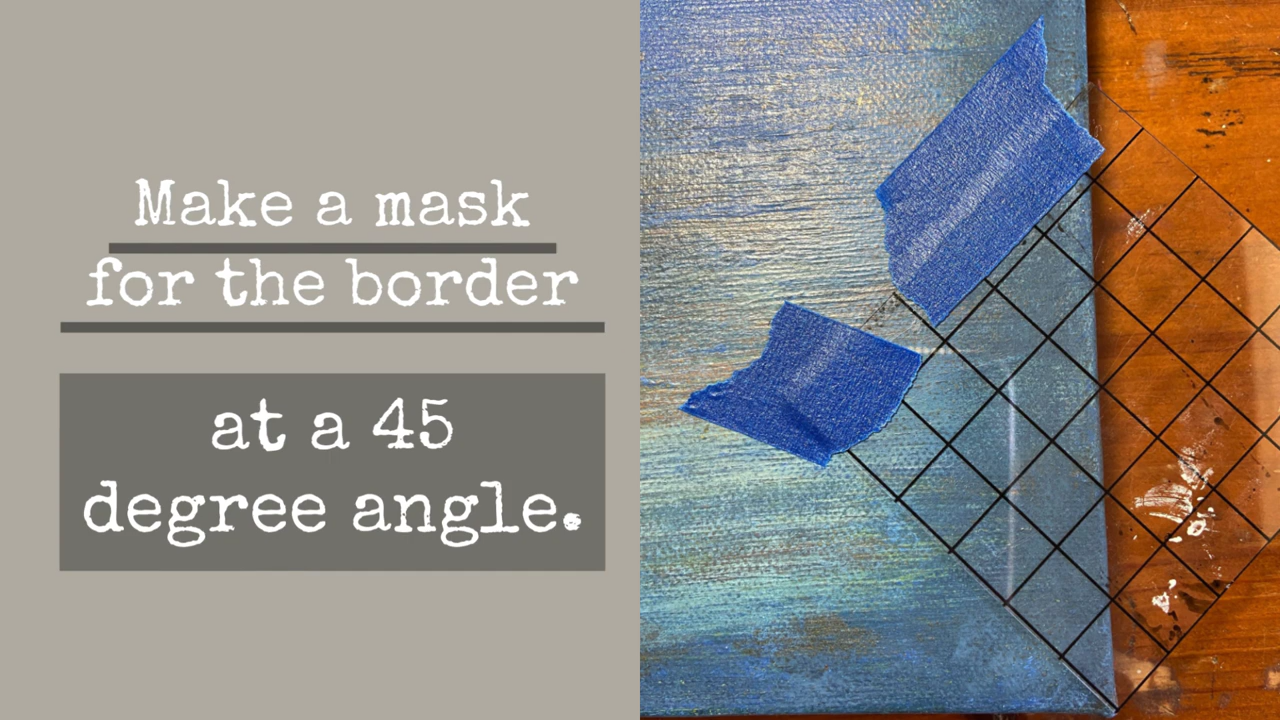 Make a mask
for the border
at a 45
degree angle.